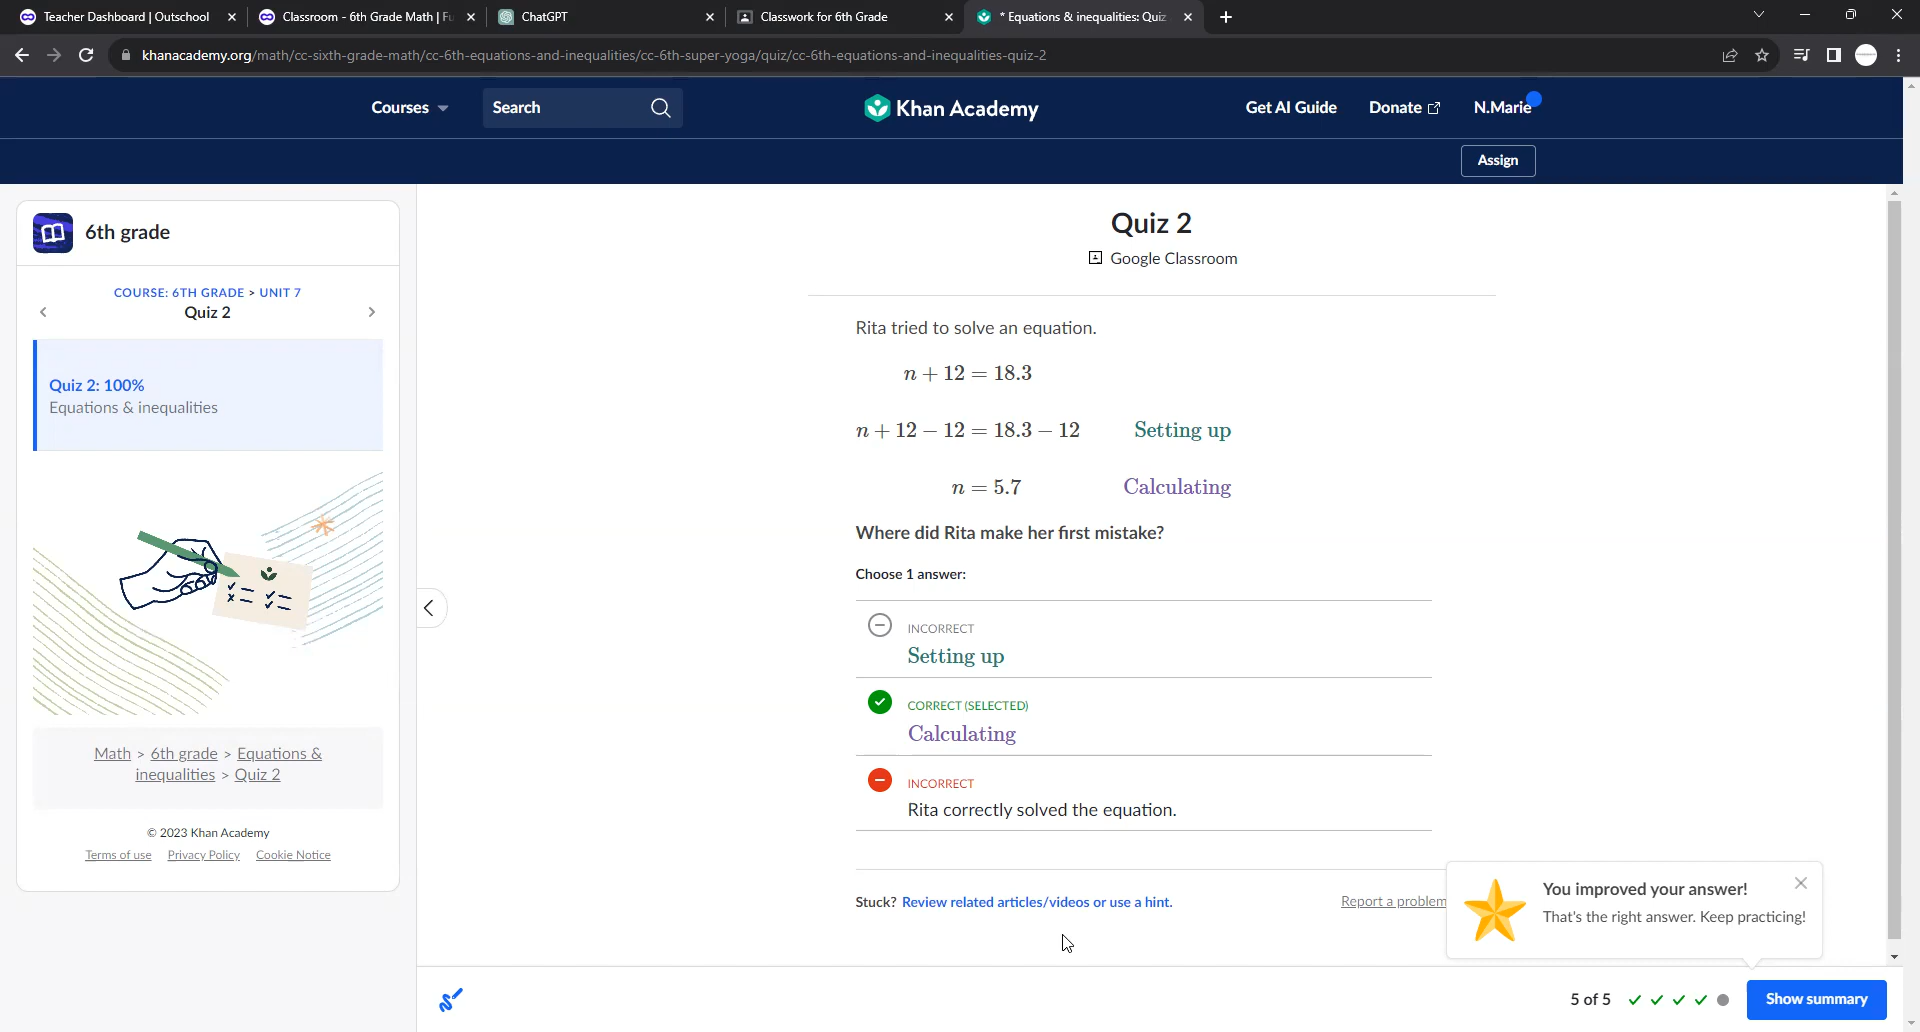 Teacher Dashboard | Outschool
Classroom - 6th Grade Math | Fu
ChatGPT
Classwork for 6th Grade
* Equations & inequalities: Quiz
khanacademy.org/math/cc-sixth-grade-math/cc-6th-equations-and-inequalities/cc-6th-super-yoga/quiz/cc-6th-equations-and-inequalities-quiz-2
Courses
Search
Khan Academy
Get AI Guide
Donate
N.Marie
Assign
6th grade
COURSE: 6TH GRADE > UNIT 7
Quiz 2
Quiz 2: 100%
Equations & inequalities
Math > 6th grade > Equations &
inequalities > Quiz 2
© 2023 Khan Academy
Terms of use Privacy Policy Cookie Notice
Quiz 2
Google Classroom
Rita tried to solve an equation.
n + 12 = 18.3
n + 12 − 12 = 18.3 − 12 Setting up
n = 5.7 Calculating
Where did Rita make her first mistake?
Choose 1 answer:
INCORRECT
Setting up
CORRECT (SELECTED)
Calculating
INCORRECT
Rita correctly solved the equation.
Stuck? Review related articles/videos or use a hint.
Report a problem
You improved your answer!
That's the right answer. Keep practicing!
5 of 5
Show summary